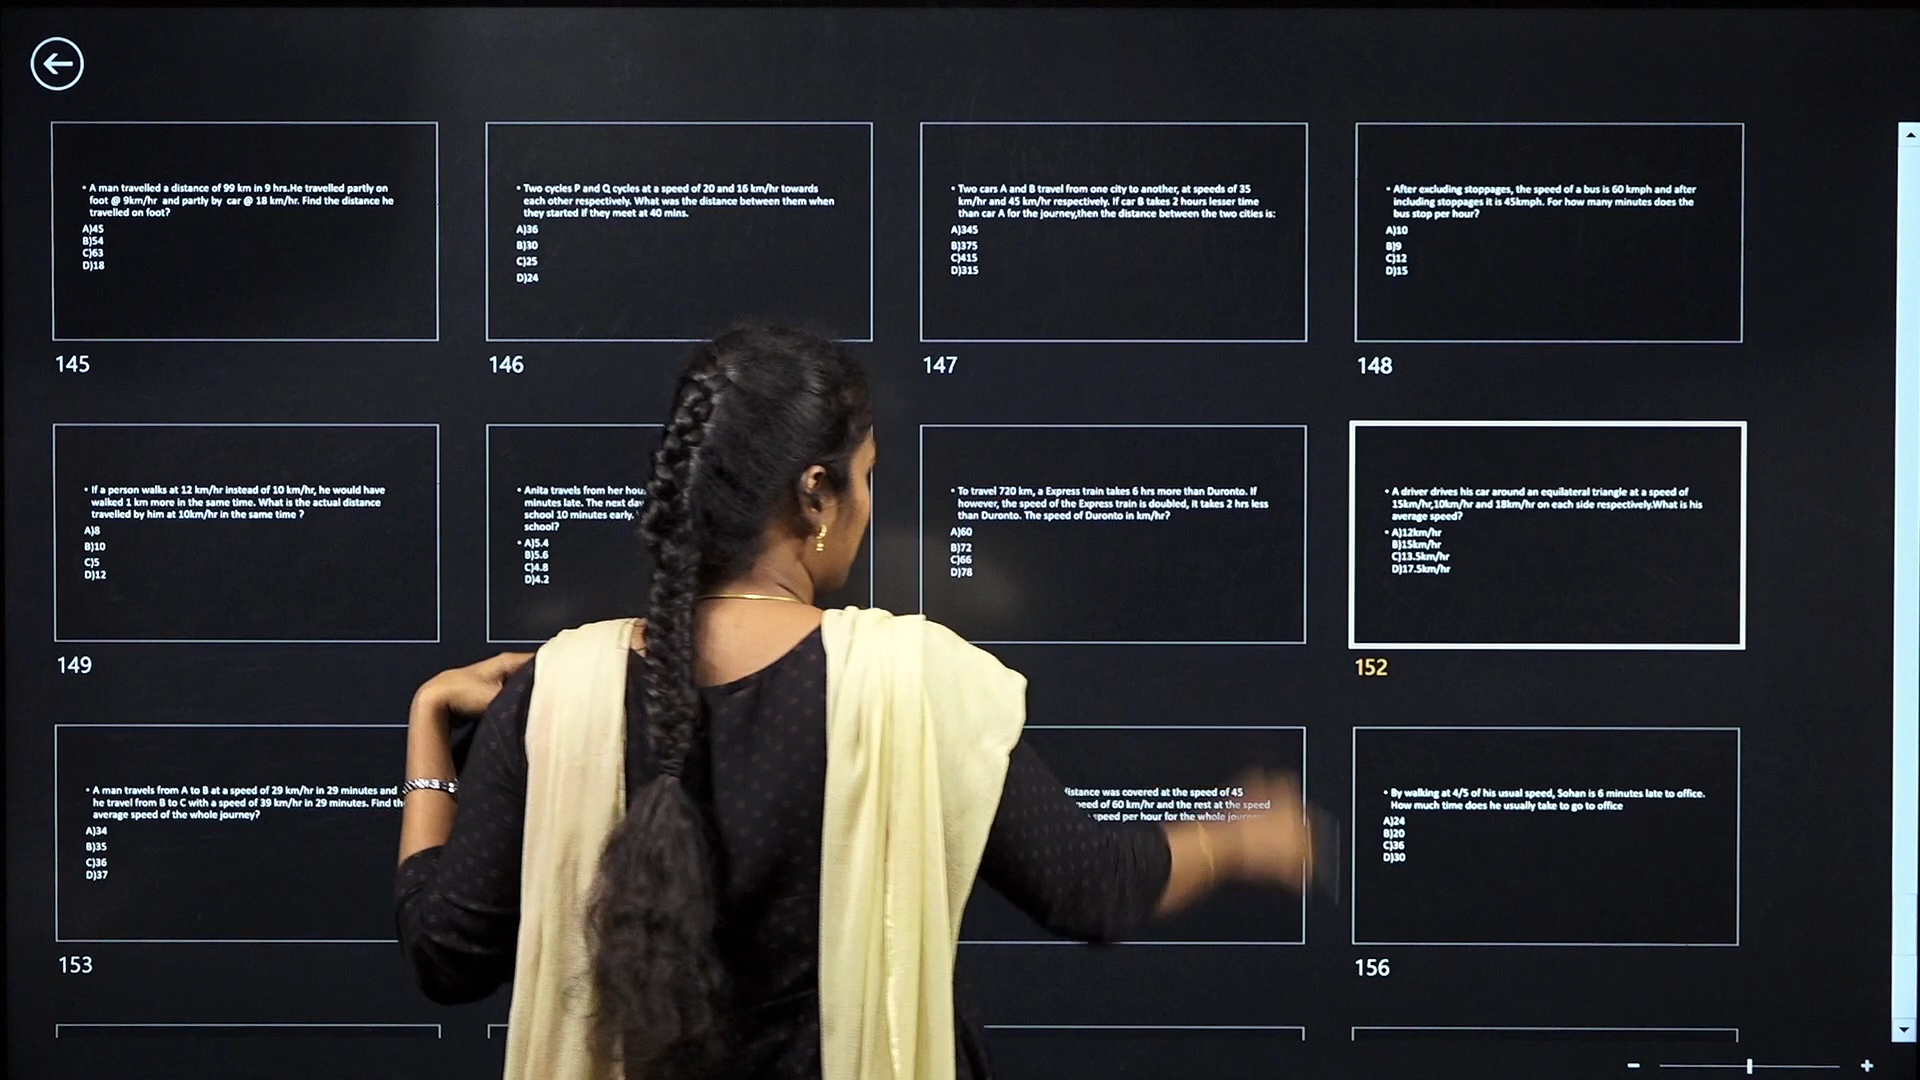 • A man travelled a distance of 99 km in 9 hrs.He travelled partly on
foot @ 9km/hr and partly by car @ 18 km/hr. Find the distance he
travelled on foot?
A)45
B)54
C)63
D)18
145
• Two cycles P and Q cycles at a speed of 20 and 16 km/hr towards
each other respectively. What was the distance between them when
they started if they meet at 40 mins.
A)36
B)30
C)25
D)24
146
• Two cars A and B travel from one city to another, at speeds of 35
km/hr and 45 km/hr respectively. If car B takes 2 hours lesser time
than car A for the journey,then the distance between the two cities is:
A)345
B)375
C)415
D)315
147
• After excluding stoppages, the speed of a bus is 60 kmph and after
including stoppages it is 45kmph. For how many minutes does the
bus stop per hour?
A)10
B)9
C)12
D)15
148
• If a person walks at 12 km/hr instead of 10 km/hr, he would have
walked 1 km more in the same time. What is the actual distance
travelled by him at 10km/hr in the same time ?
A)8
B)10
C)5
D)12
149
Anita travels from her
minutes late. The next
school 10 minutes early.
school?
• A)5.4
B)5.6
C)4.8
D)4.2
• To travel 720 km, a Express train takes 6 hrs more than Duronto. If
however, the speed of the Express train is doubled, it takes 2 hrs less
than Duronto. The speed of Duronto in km/hr?
A)60
B)72
C)66
D)78
• A driver drives his car around an equilateral triangle at a speed of
15km/hr,10km/hr and 18km/hr on each side respectively.What is his
average speed?
• A)12km/hr
B)15km/hr
C)13.5km/hr
D)17.5km/hr
152
• A man travels from A to B at a speed of 29 km/hr in 29 minutes and
he travel from B to C with a speed of 39 km/hr in 29 minutes. Find
average speed of the whole journey?
A)34
B)35
C)36
D)37
153
distance was covered at the speed of 45
speed of 60 km/hr and the rest at the speed
speed per hour for the whole
• By walking at 4/5 of his usual speed, Sohan is 6 minutes late to office.
How much time does he usually take to go to office
A)24
B)20
C)36
D)30
156